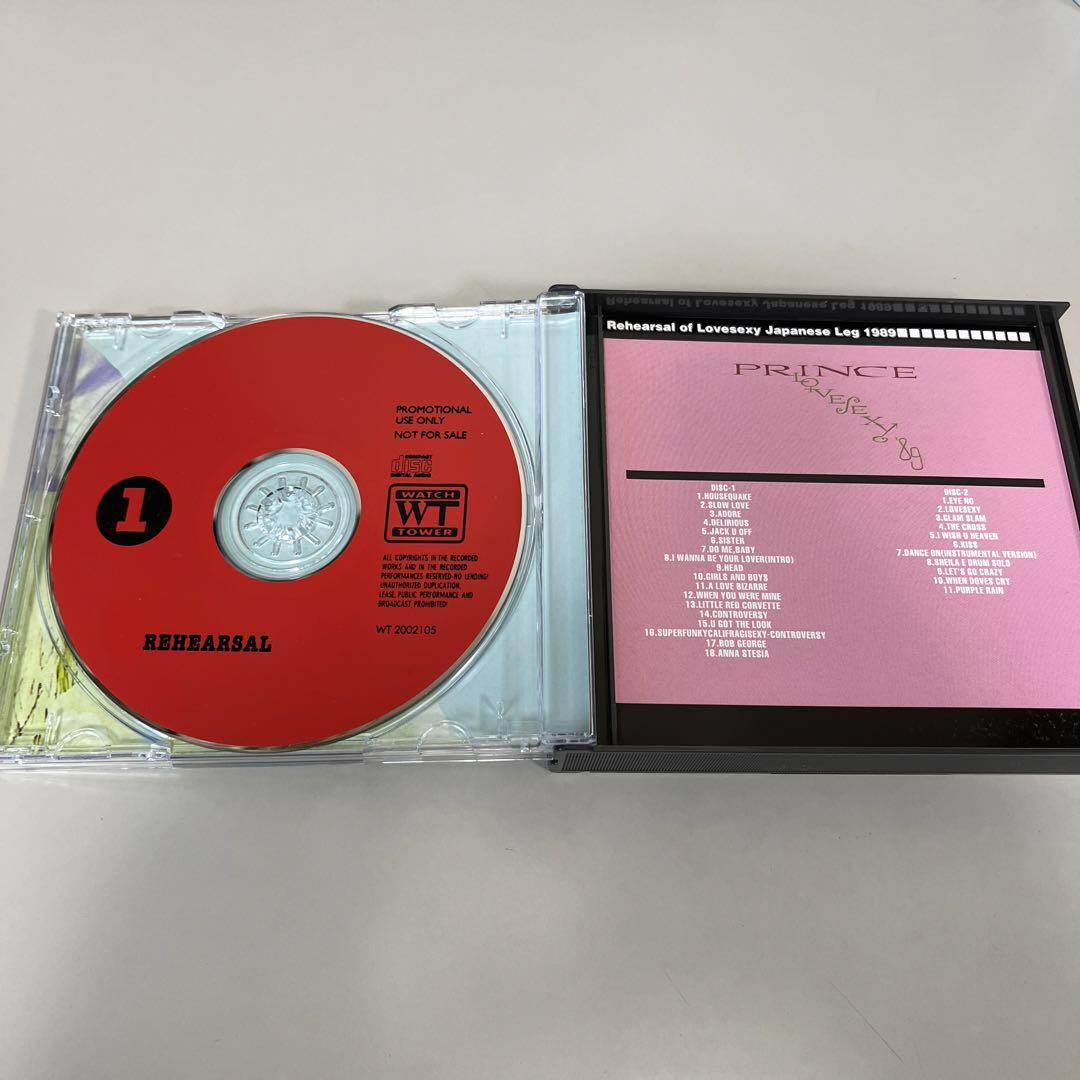 1
PROMOTIONAL
USE ONLY
NOT FOR SALE
COMPACT
disc
DIGITAL AUDIO
WATCH
WT
TOWER
ALL COPYRIGHTS IN THE RECORDED
WORKS AND IN THE RECORDED
PERFORMANCES RESERVED-NO LENDING!
UNAUTHORIZED DUPLICATION,
LEASE, PUBLIC PERFORMANCE AND
BROADCAST PROHIBITED!
WT 2002105
REHEARSAL
Rehearsal of Lovesexy Japanese Leg 1989
Rehearsal of Lovesexy Japanese Leg 1989
PRINCE
LOVESEXY '89
DISC-1
1.HOUSEQUAKE
2.SLOW LOVE
3.ADORE
4.DELIRIOUS
5.JACK U OFF
6.SISTER
7.DO ME,BABY
8.I WANNA BE YOUR LOVER(INTRO)
9.HEAD
10.GIRLS AND BOYS
11.A LOVE BIZARRE
12.WHEN YOU WERE MINE
13.LITTLE RED CORVETTE
14.CONTROVERSY
15.U GOT THE LOOK
16.SUPERFUNKYCALIFRAGISEXY-CONTROVERSY
17.BOB GEORGE
18.ANNA STESIA
DISC-2
1.EYE NO
2.LOVESEXY
3.GLAM SLAM
4.THE CROSS
5.I WISH U HEAVEN
6.KISS
7.DANCE ON(INSTRUMENTAL VERSION)
8.SHEILA E DRUM SOLO
9.LET'S GO CRAZY
10.WHEN DOVES CRY
11.PURPLE RAIN